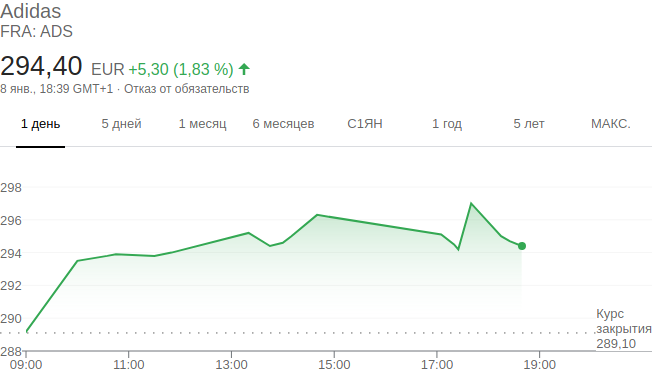 Adidas
FRA: ADS
294,40 EUR +5,30 (1,83 %)
8 янв., 18:39 GMT+1 · Отказ от обязательств
1 день 5 дней 1 месяц 6 месяцев С1ЯН 1 год 5 лет МАКС.
298
296
294
292
290
288
Курс
закрытия
289,10
09:00 11:00 13:00 15:00 17:00 19:00